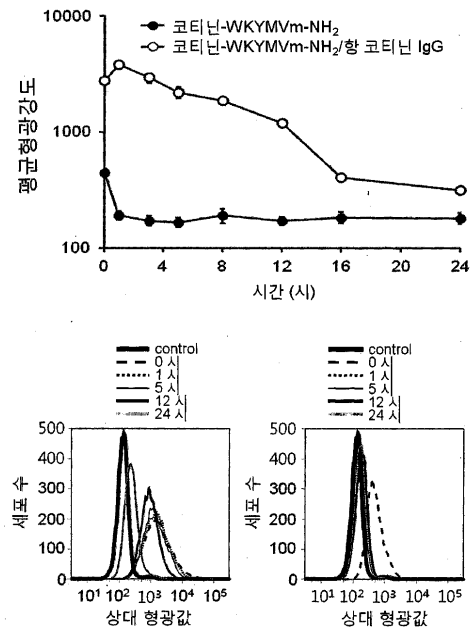 10000
1000
100
평균형광강도
코티닌-WKYMVm-NH₂
코티닌-WKYMVm-NH₂/항 코티닌 IgG
0 4 8 12 16 20 24
시간 (시)
control
0 시
1 시
5 시
12 시
24 시
500
400
300
200
100
0
세포 수
10¹ 10² 10³ 10⁴ 10⁵
상대 형광값
control
0 시
1 시
5 시
12 시
24 시
500
400
300
200
100
0
세포 수
10¹ 10² 10³ 10⁴ 10⁵
상대 형광값